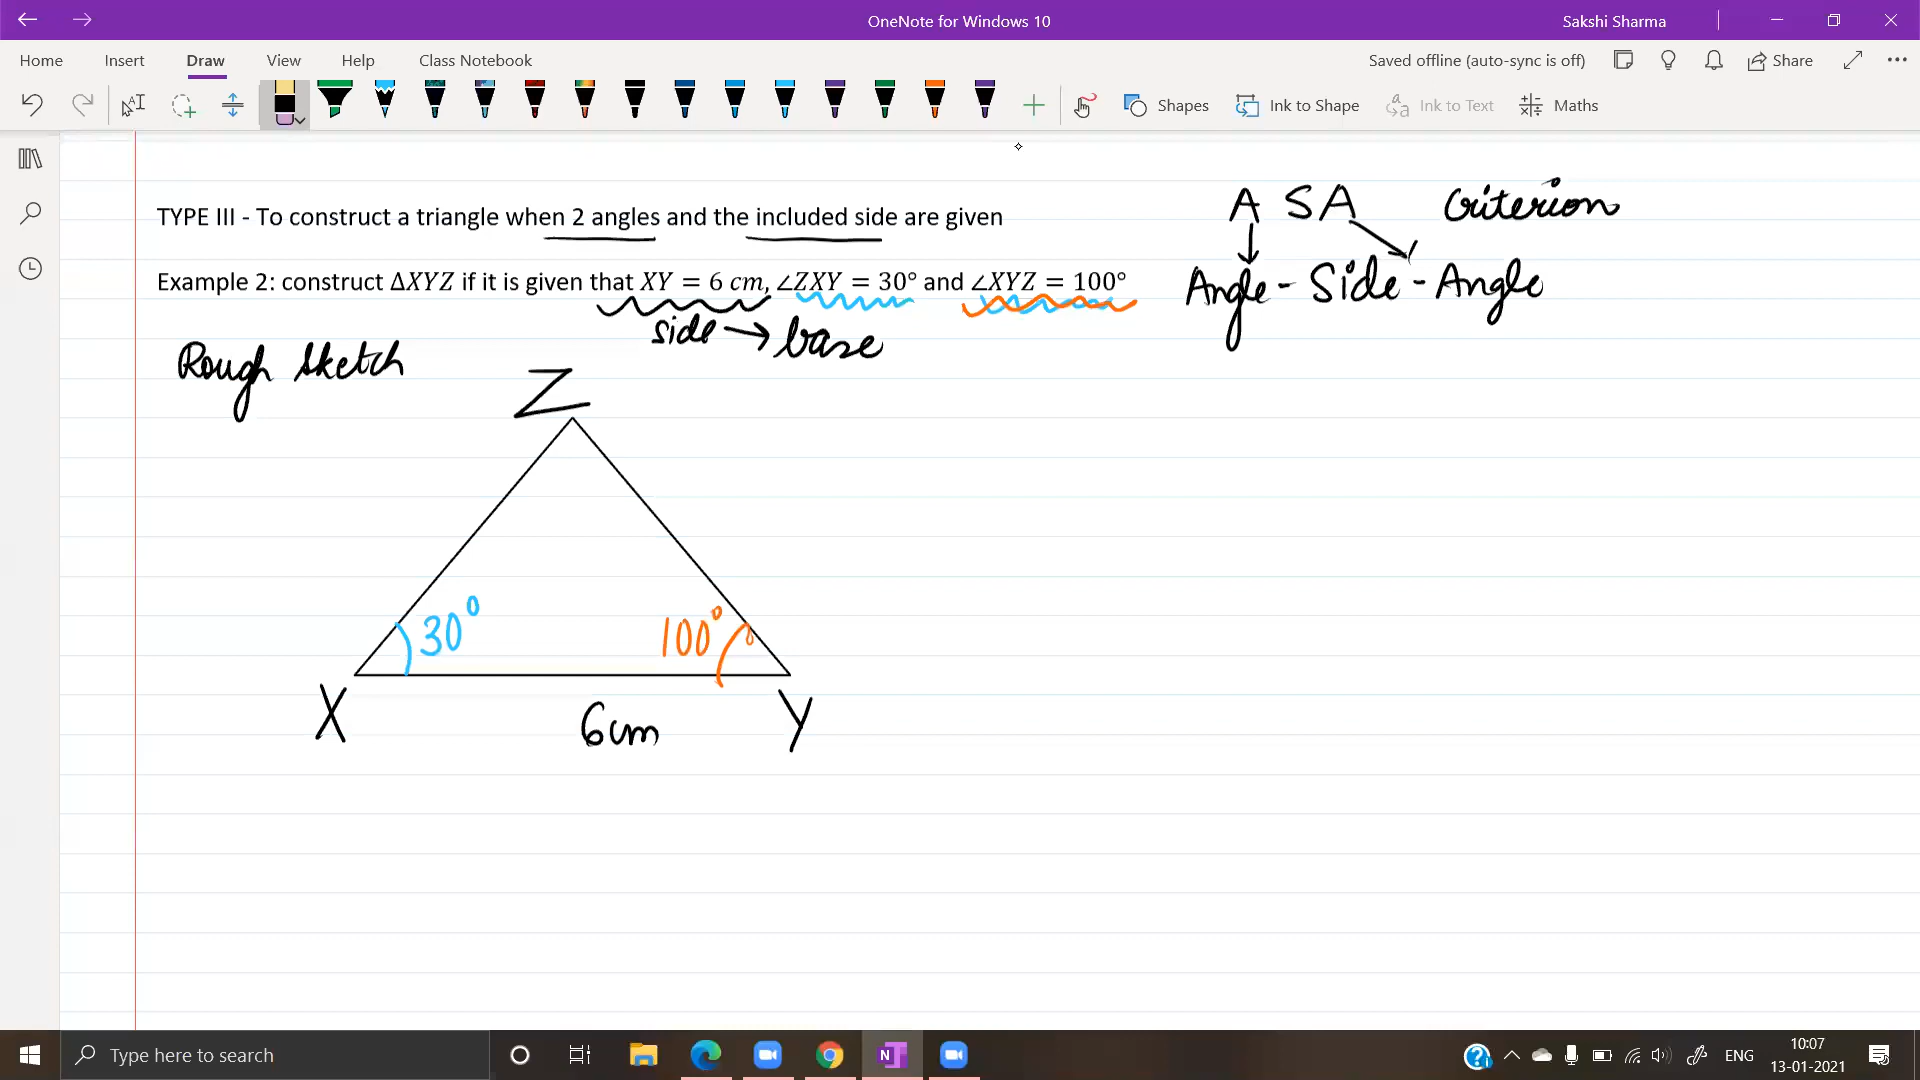 OneNote for Windows 10
Sakshi Sharma
Home Insert Draw View Help Class Notebook
Saved offline (auto-sync is off) Share
Shapes Ink to Shape Ink to Text Maths
TYPE III - To construct a triangle when 2 angles and the included side are given
A SA Criterion
Example 2: construct ΔXYZ if it is given that XY = 6 cm, ∠ZXY = 30° and ∠XYZ = 100°
Angle - Side - Angle
side → base
Rough Sketch
Z
30°
100°
X
6cm
Y
Type here to search
ENG
10:07
13-01-2021